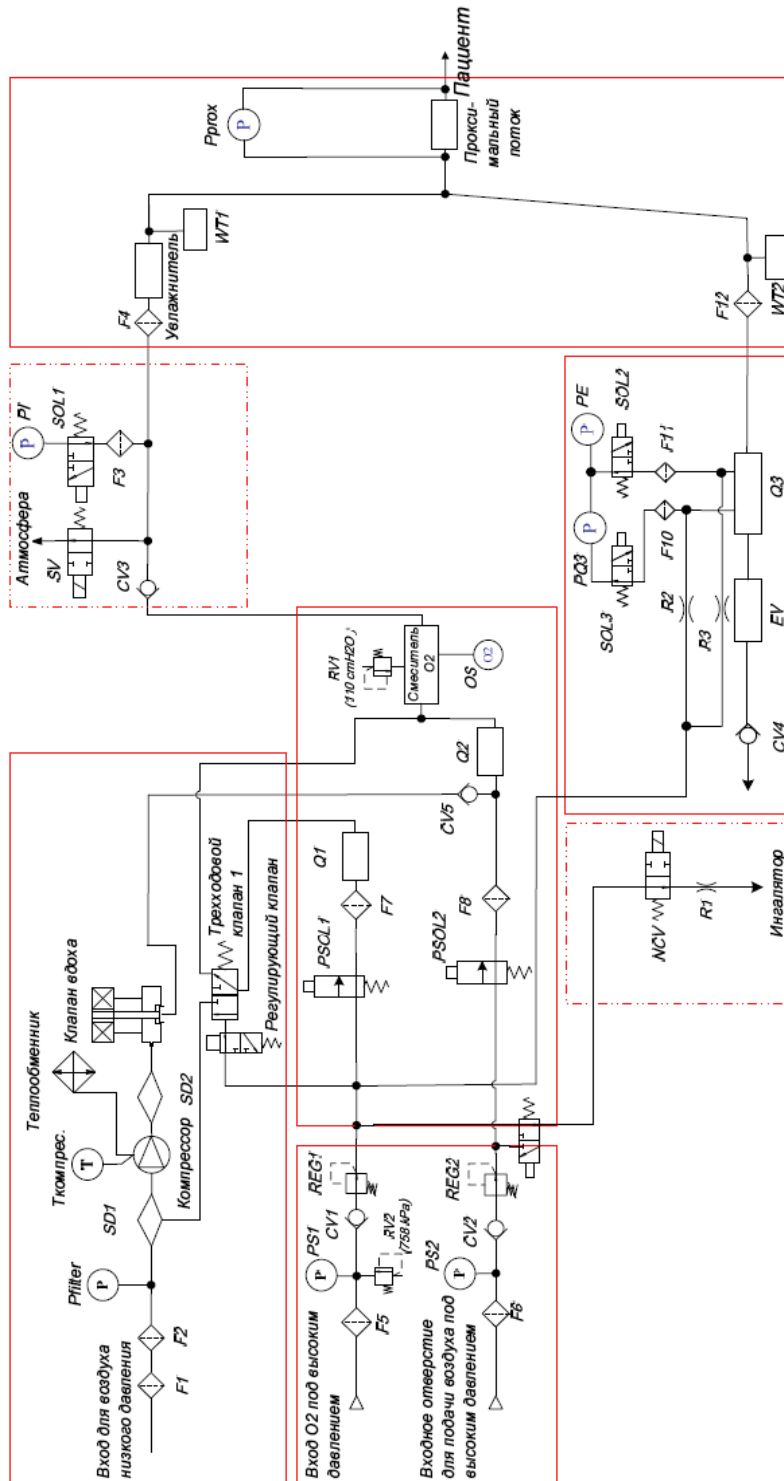 Вход для воздуха
низкого давления
F1
F2
Pfilter
P
SD1
Ткомпрес.
T
Компрессор
SD2
Теплообменник
Клапан вдоха
Трехходовой
клапан 1
Регулирующий клапан
Вход O2 под высоким
давлением
F5
PS1
P
RV2
(758 kPa)
CV1
REG1
Входное отверстие
для подачи воздуха под
высоким давлением
F6
PS2
P
CV2
REG2
PSOL1
F7
Q1
PSOL2
F8
CV5
Q2
RV1
(110 cmH2O)
Смеситель
O2
OS
O2
NCV
R1
Ингалятор
Атмосфера
SV
CV3
PI
P
SOL1
F3
F4
Увлажнитель
WT1
Pprox
P
Прокси-
мальный
поток
Пациент
CV4
EV
Q3
R2
R3
SOL3
PQ3
P
F10
PE
P
SOL2
F11
F12
WT2